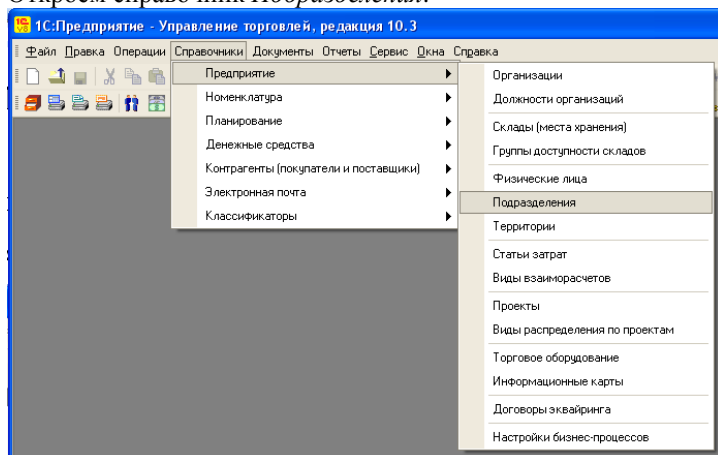 Откроем справочник Подразделения.
1С:Предприятие - Управление торговлей, редакция 10.3
Файл Правка Операции Справочники Документы Отчеты Сервис Окна Справка
Предприятие
Номенклатура
Планирование
Денежные средства
Контрагенты (покупатели и поставщики)
Электронная почта
Классификаторы
Организации
Должности организаций
Склады (места хранения)
Группы доступности складов
Физические лица
Подразделения
Территории
Статьи затрат
Виды взаиморасчетов
Проекты
Виды распределения по проектам
Торговое оборудование
Информационные карты
Договоры эквайринга
Настройки бизнес-процессов